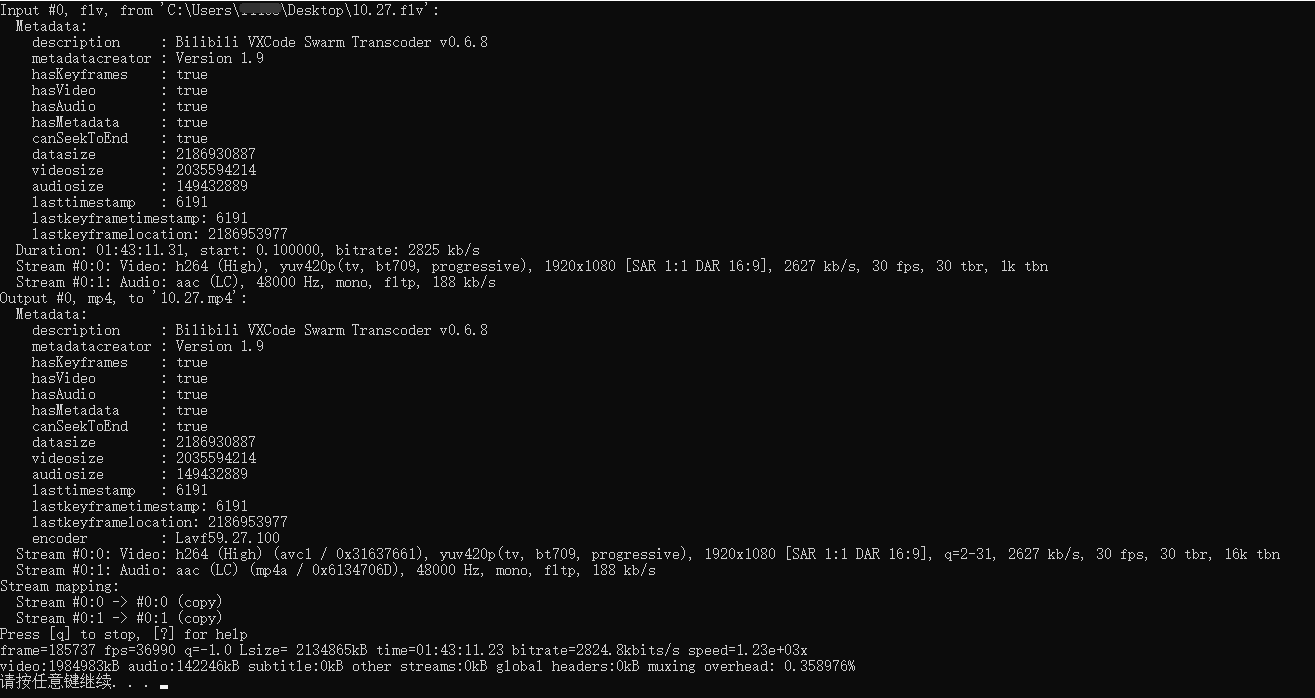 Input #0, flv, from 'C:\Users\ \Desktop\10.27.flv':
  Metadata:
    description     : Bilibili VXCode Swarm Transcoder v0.6.8
    metadatacreator : Version 1.9
    hasKeyframes    : true
    hasVideo        : true
    hasAudio        : true
    hasMetadata     : true
    canSeekToEnd    : true
    datasize        : 2186930887
    videosize       : 2035594214
    audiosize       : 149432889
    lasttimestamp   : 6191
    lastkeyframetimestamp: 6191
    lastkeyframelocation: 2186953977
  Duration: 01:43:11.31, start: 0.100000, bitrate: 2825 kb/s
  Stream #0:0: Video: h264 (High), yuv420p(tv, bt709, progressive), 1920x1080 [SAR 1:1 DAR 16:9], 2627 kb/s, 30 fps, 30 tbr, 1k tbn
  Stream #0:1: Audio: aac (LC), 48000 Hz, mono, fltp, 188 kb/s
Output #0, mp4, to '10.27.mp4':
  Metadata:
    description     : Bilibili VXCode Swarm Transcoder v0.6.8
    metadatacreator : Version 1.9
    hasKeyframes    : true
    hasVideo        : true
    hasAudio        : true
    hasMetadata     : true
    canSeekToEnd    : true
    datasize        : 2186930887
    videosize       : 2035594214
    audiosize       : 149432889
    lasttimestamp   : 6191
    lastkeyframetimestamp: 6191
    lastkeyframelocation: 2186953977
    encoder         : Lavf59.27.100
  Stream #0:0: Video: h264 (High) (avc1 / 0x31637661), yuv420p(tv, bt709, progressive), 1920x1080 [SAR 1:1 DAR 16:9], q=2-31, 2627 kb/s, 30 fps, 30 tbr, 16k tbn
  Stream #0:1: Audio: aac (LC) (mp4a / 0x6134706D), 48000 Hz, mono, fltp, 188 kb/s
Stream mapping:
  Stream #0:0 -> #0:0 (copy)
  Stream #0:1 -> #0:1 (copy)
Press [q] to stop, [?] for help
frame=185737 fps=36990 q=-1.0 Lsize= 2134865kB time=01:43:11.23 bitrate=2824.8kbits/s speed=1.23e+03x
video:1984983kB audio:142246kB subtitle:0kB other streams:0kB global headers:0kB muxing overhead: 0.358976%
请按任意键继续. . .